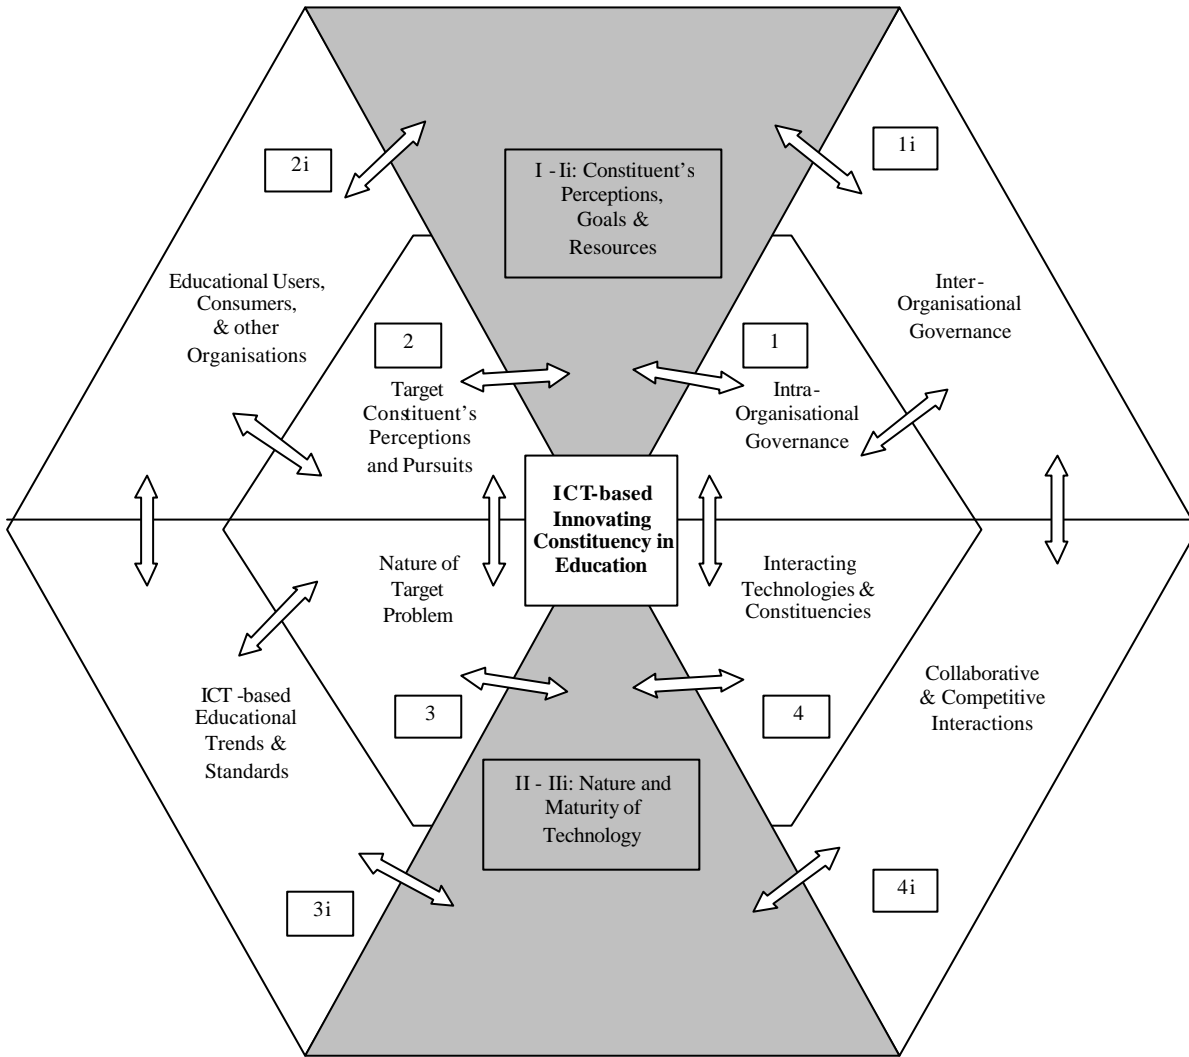 2i
1i
I - Ii: Constituent's
Perceptions,
Goals &
Resources
Educational Users,
Consumers,
& other
Organisations
Inter-
Organisational
Governance
2
Target
Constituent's
Perceptions
and Pursuits
1
Intra-
Organisational
Governance
ICT-based
Innovating
Constituency in
Education
Nature of
Target
Problem
Interacting
Technologies &
Constituencies
ICT -based
Educational
Trends &
Standards
3
4
Collaborative
& Competitive
Interactions
II - IIi: Nature and
Maturity of
Technology
3i
4i